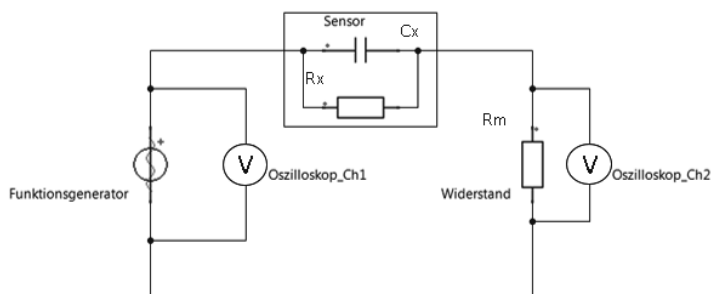 Sensor
Cx
Rx
Rm
V
Oszilloskop_Ch1
Funktionsgenerator
Widerstand
V
Oszilloskop_Ch2